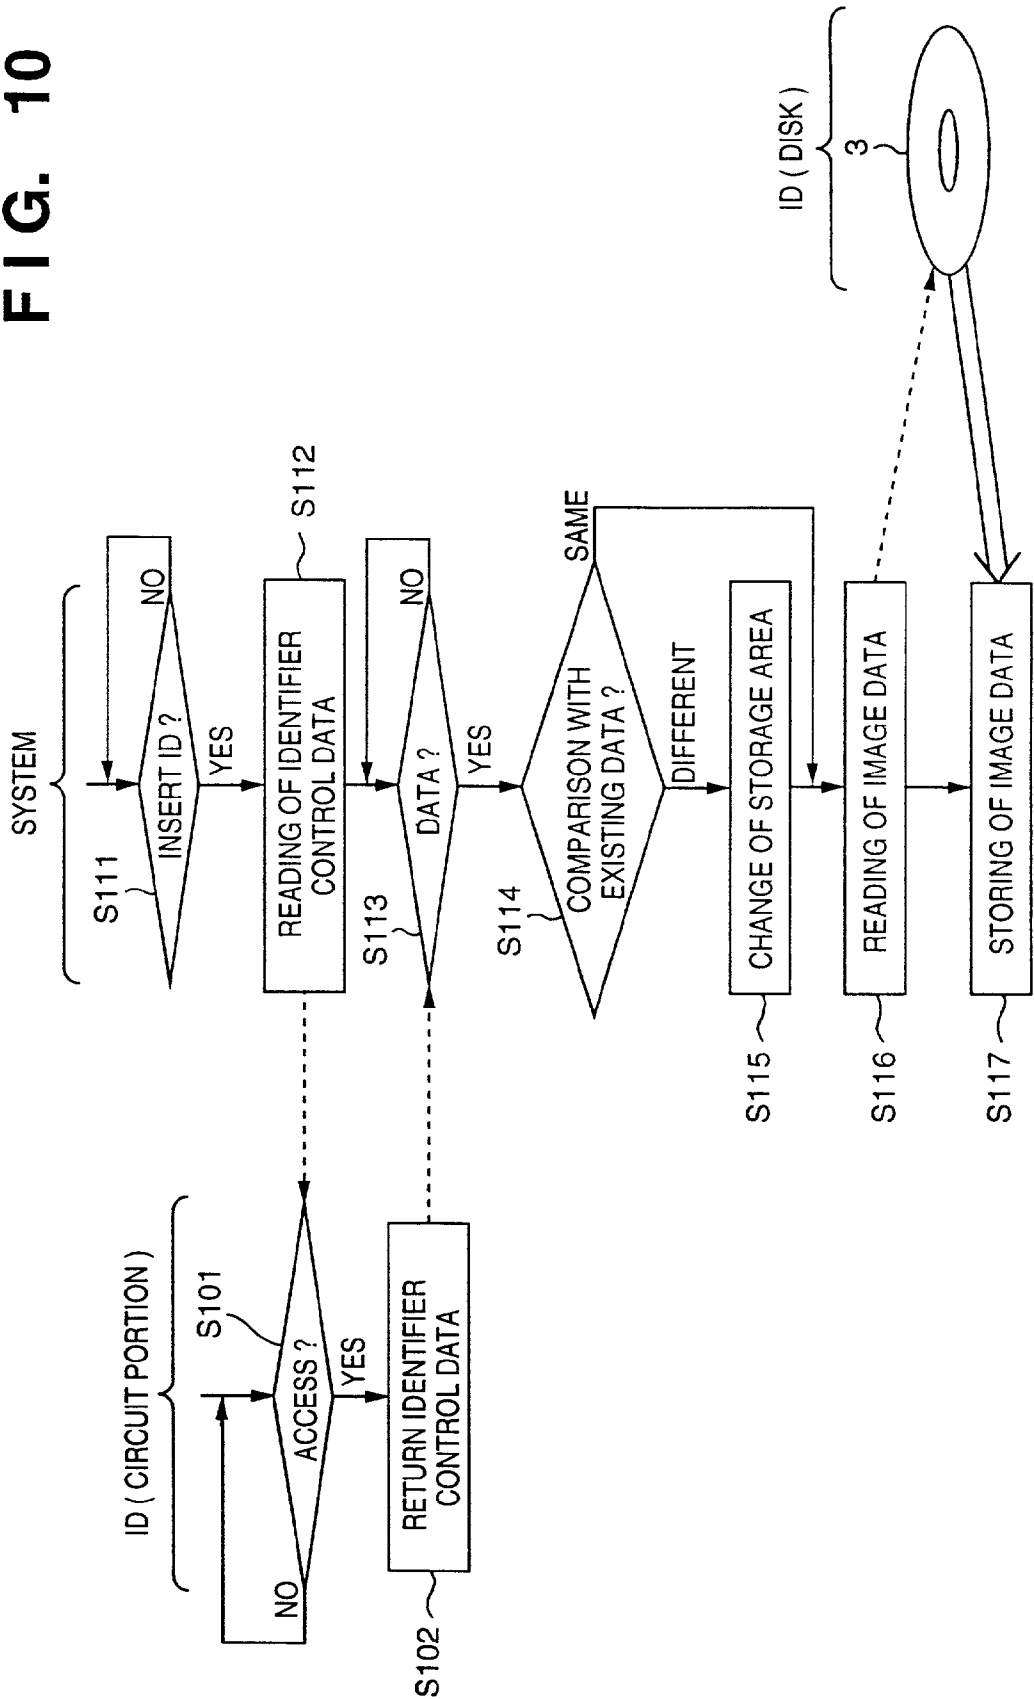 FIG. 10
ID ( CIRCUIT PORTION )
SYSTEM
ID ( DISK )
S111
INSERT ID ?
NO
YES
S101
ACCESS ?
NO
YES
READING OF IDENTIFIER
CONTROL DATA
S112
S102
RETURN IDENTIFIER
CONTROL DATA
S113
DATA ?
NO
YES
S114
COMPARISON WITH
EXISTING DATA ?
SAME
DIFFERENT
S115
CHANGE OF STORAGE AREA
S116
READING OF IMAGE DATA
3
S117
STORING OF IMAGE DATA